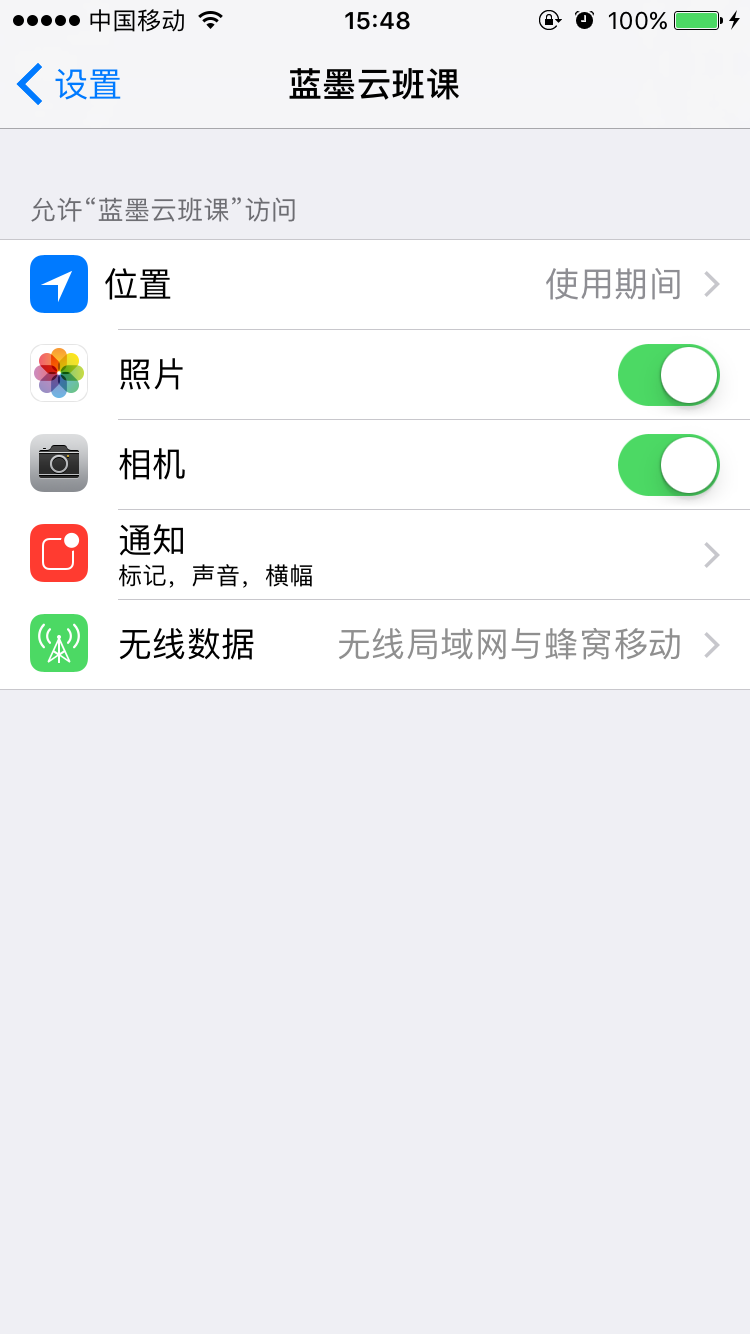 中国移动 15:48 100%
设置 蓝墨云班课
允许“蓝墨云班课”访问
位置 使用期间
照片
相机
通知
标记，声音，横幅
无线数据 无线局域网与蜂窝移动